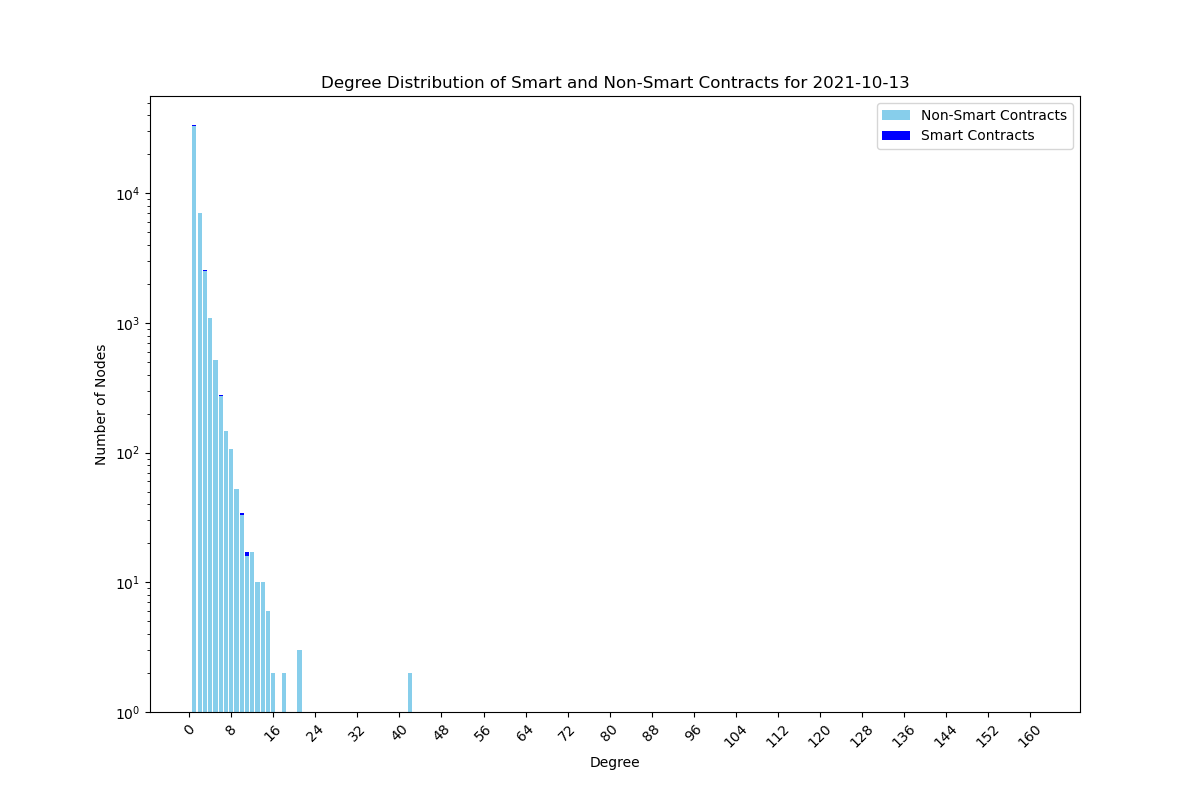 Degree Distribution of Smart and Non-Smart Contracts for 2021-10-13
Non-Smart Contracts
Smart Contracts
Number of Nodes
10^4
10^3
10^2
10^1
10^0
0 8 16 24 32 40 48 56 64 72 80 88 96 104 112 120 128 136 144 152 160
Degree